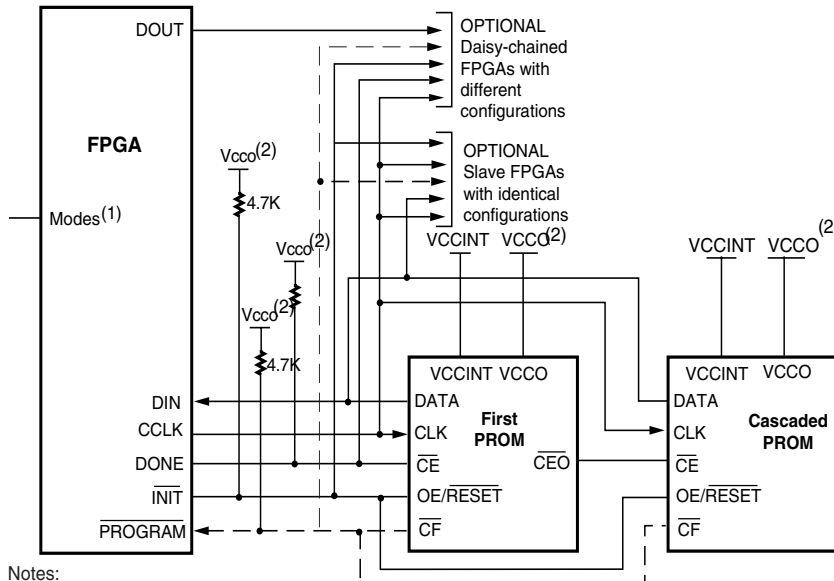 DOUT
OPTIONAL
Daisy-chained
FPGAs with
different
configurations
FPGA
Vcco(2)
OPTIONAL
Slave FPGAs
with identical
configurations
4.7K
Modes(1)
VCCINT
VCCO(2)
VCCINT
VCCO(2
Vcco(2)
Vcco(2)
4.7K
VCCINT VCCO
VCCINT
VCCO
DIN
DATA
First
PROM
DATA
Cascaded
PROM
CCLK
CLK
CLK
DONE
CE
CEO
CE
INIT
OE/RESET
OE/RESET
PROGRAM
CF
CF
Notes: